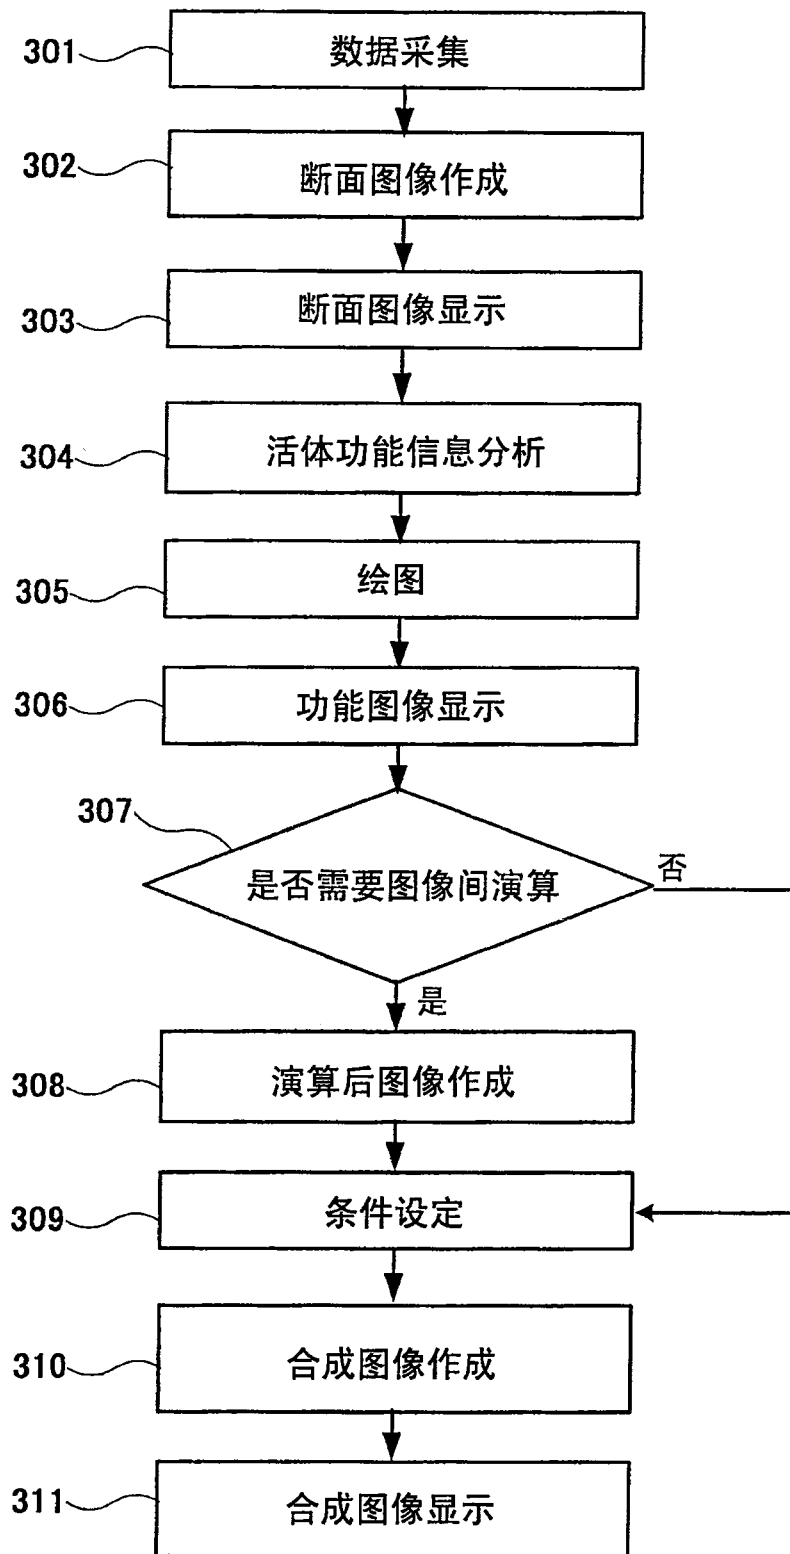 301
数据采集
302
断面图像作成
303
断面图像显示
304
活体功能信息分析
305
绘图
306
功能图像显示
307
是否需要图像间演算
否
是
308
演算后图像作成
309
条件设定
310
合成图像作成
311
合成图像显示